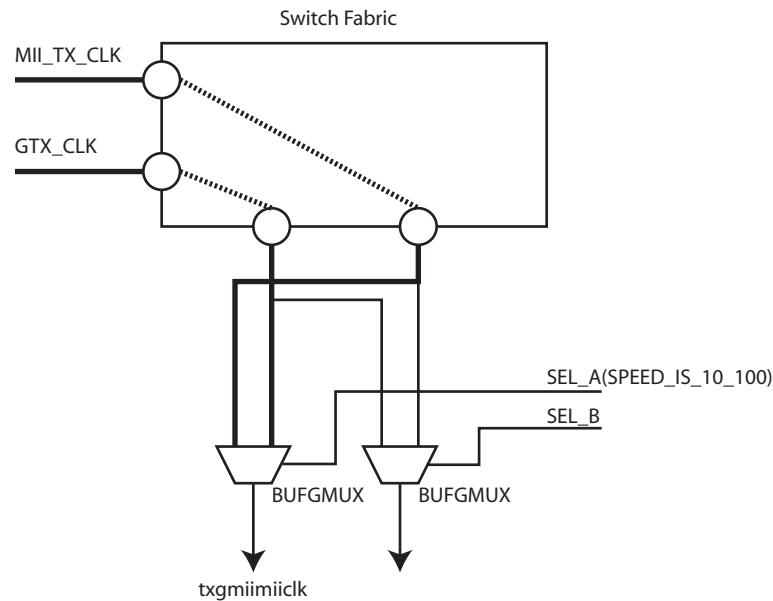 Switch Fabric
MII_TX_CLK
GTX_CLK
SEL_A(SPEED_IS_10_100)
SEL_B
BUFGMUX
BUFGMUX
txgmiimiiclk